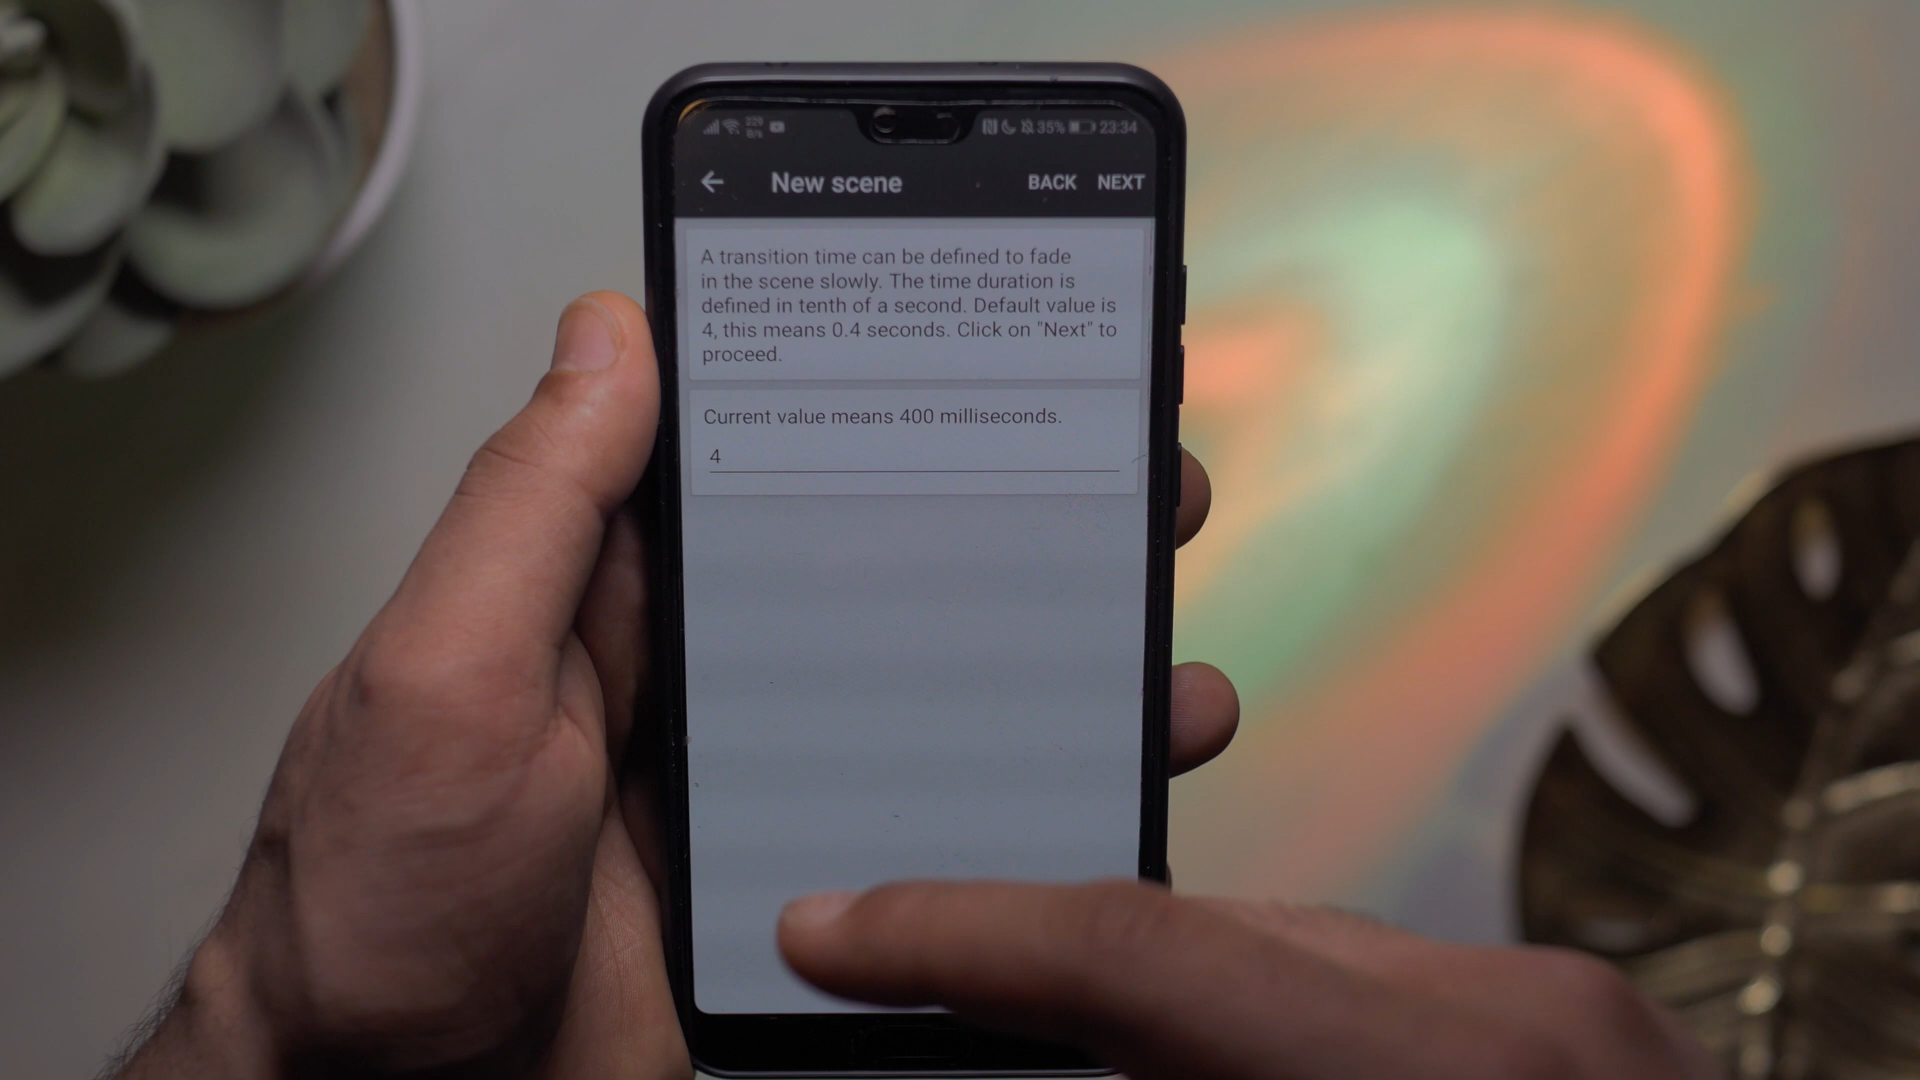 329 B/s 35% 23:34
New scene BACK NEXT
A transition time can be defined to fade
in the scene slowly. The time duration is
defined in tenth of a second. Default value is
4, this means 0.4 seconds. Click on "Next" to
proceed.
Current value means 400 milliseconds.
4